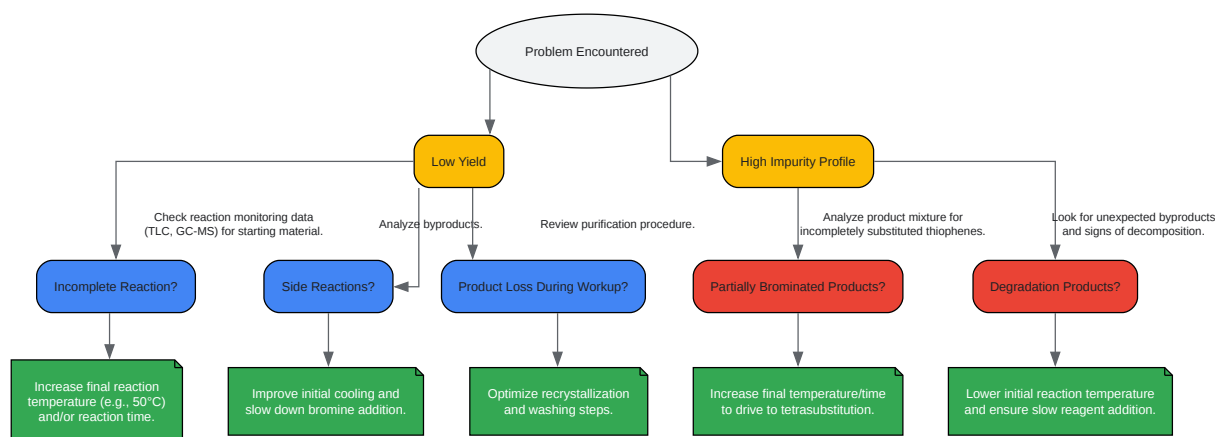 Problem Encountered
Low Yield
High Impurity Profile
Check reaction monitoring data
(TLC, GC-MS) for starting material.
Analyze byproducts.
Review purification procedure.
Analyze product mixture for
incompletely substituted thiophenes.
Look for unexpected byproducts
and signs of decomposition.
Incomplete Reaction?
Side Reactions?
Product Loss During Workup?
Partially Brominated Products?
Degradation Products?
Increase final reaction
temperature (e.g., 50°C)
and/or reaction time.
Improve initial cooling and
slow down bromine addition.
Optimize recrystallization
and washing steps.
Increase final temperature/time
to drive to tetrasubstitution.
Lower initial reaction temperature
and ensure slow reagent addition.